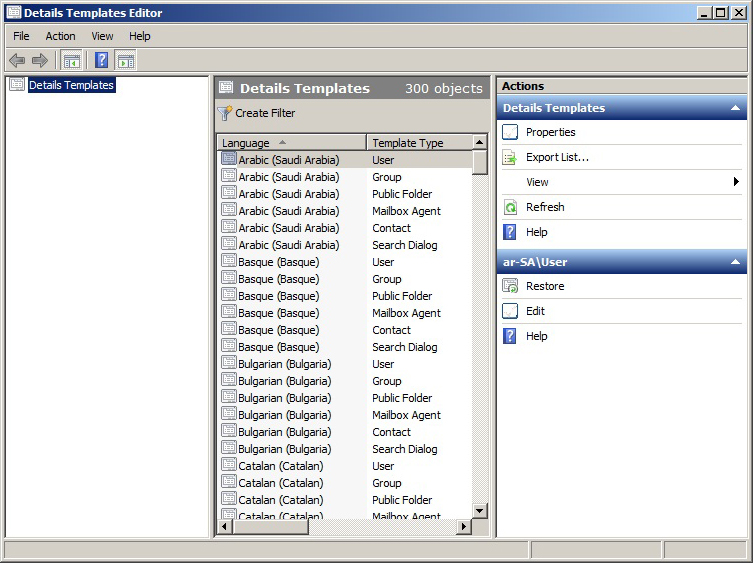 Details Templates Editor
File Action View Help
Details Templates
Details Templates 300 objects
Create Filter
Language Template Type
Arabic (Saudi Arabia) User
Arabic (Saudi Arabia) Group
Arabic (Saudi Arabia) Public Folder
Arabic (Saudi Arabia) Mailbox Agent
Arabic (Saudi Arabia) Contact
Arabic (Saudi Arabia) Search Dialog
Basque (Basque) User
Basque (Basque) Group
Basque (Basque) Public Folder
Basque (Basque) Mailbox Agent
Basque (Basque) Contact
Basque (Basque) Search Dialog
Bulgarian (Bulgaria) User
Bulgarian (Bulgaria) Group
Bulgarian (Bulgaria) Public Folder
Bulgarian (Bulgaria) Mailbox Agent
Bulgarian (Bulgaria) Contact
Bulgarian (Bulgaria) Search Dialog
Catalan (Catalan) User
Catalan (Catalan) Group
Catalan (Catalan) Public Folder
Catalan (Catalan) Mailbox Agent
Actions
Details Templates
Properties
Export List...
View
Refresh
Help
ar-SA\User
Restore
Edit
Help